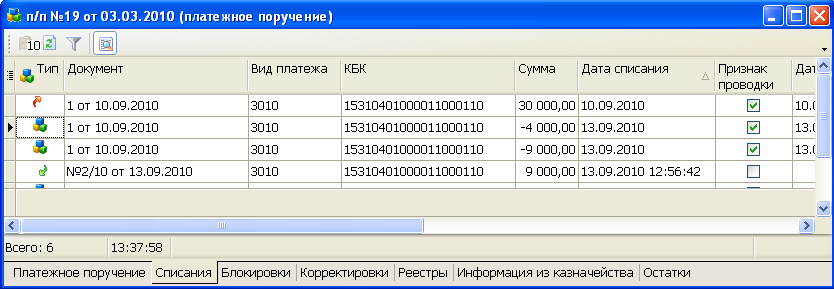 п/п №19 от 03.03.2010 (платежное поручение)
10
Тип Документ Вид платежа КБК Сумма Дата списания Признак проводки Дат
1 от 10.09.2010 3010 15310401000011000110 30 000,00 10.09.2010 10.0
1 от 10.09.2010 3010 15310401000011000110 -4 000,00 13.09.2010 13.0
1 от 10.09.2010 3010 15310401000011000110 -9 000,00 13.09.2010 13.0
№2/10 от 13.09.2010 3010 15310401000011000110 9 000,00 13.09.2010 12:56:42
Всего: 6 13:37:58
Платежное поручение Списания Блокировки Корректировки Реестры Информация из казначейства Остатки